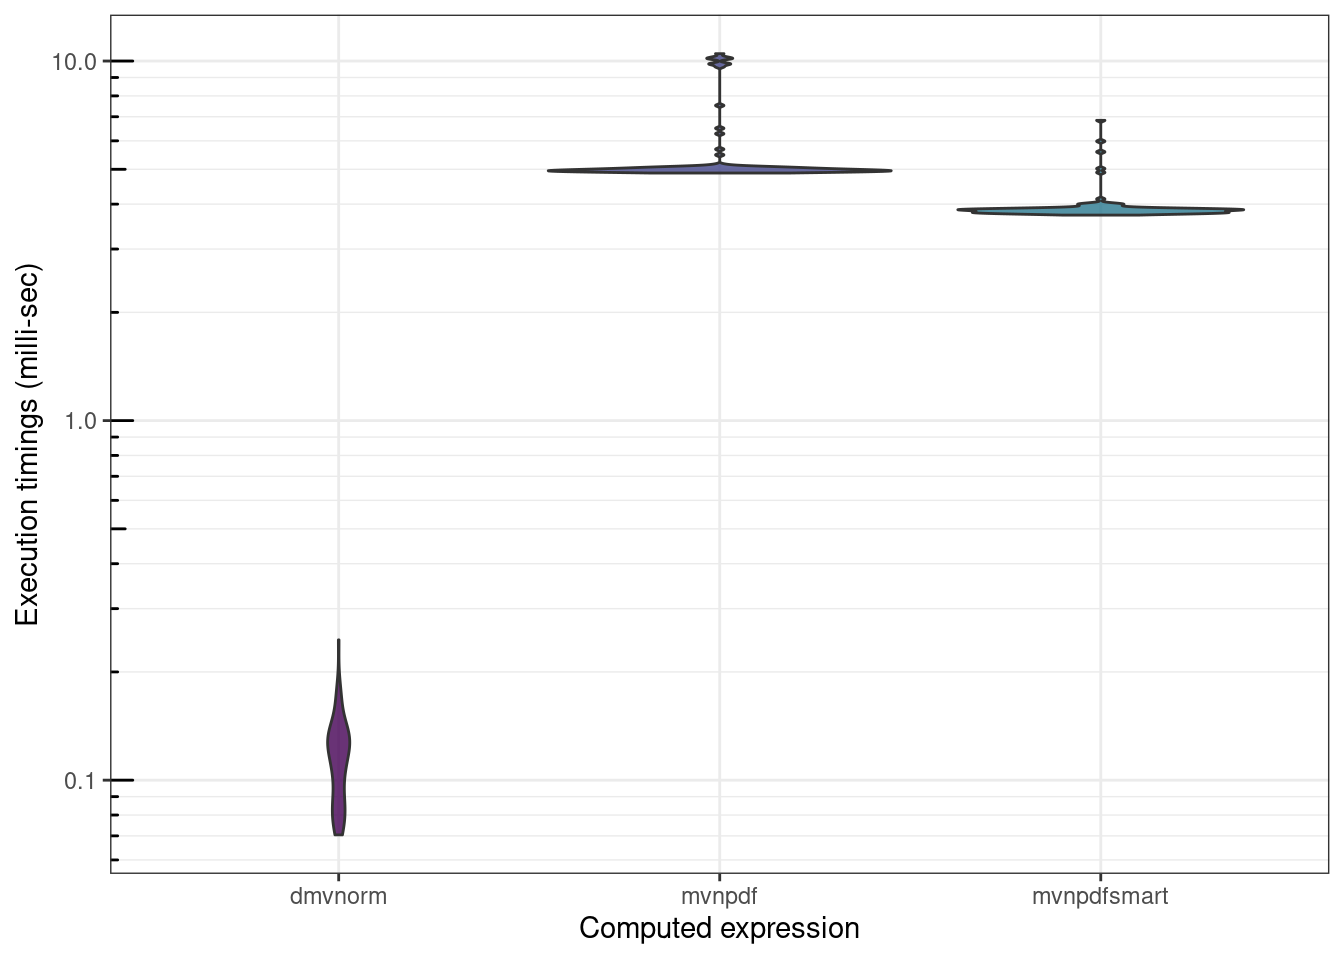 10.0
1.0
0.1
Execution timings (milli-sec)
dmvnorm
mvnpdf
mvnpdfsmart
Computed expression